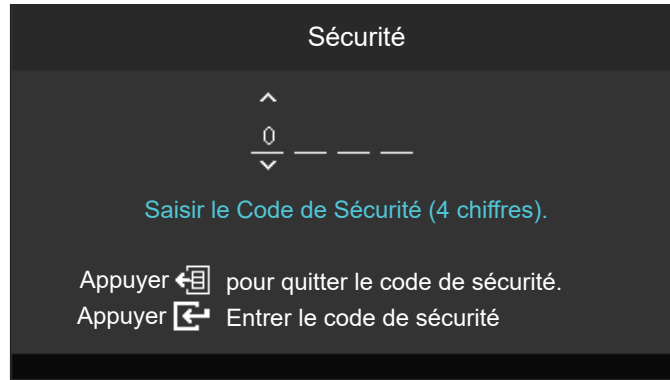 Sécurité
0
Saisir le Code de Sécurité (4 chiffres).
Appuyer pour quitter le code de sécurité.
Appuyer Entrer le code de sécurité